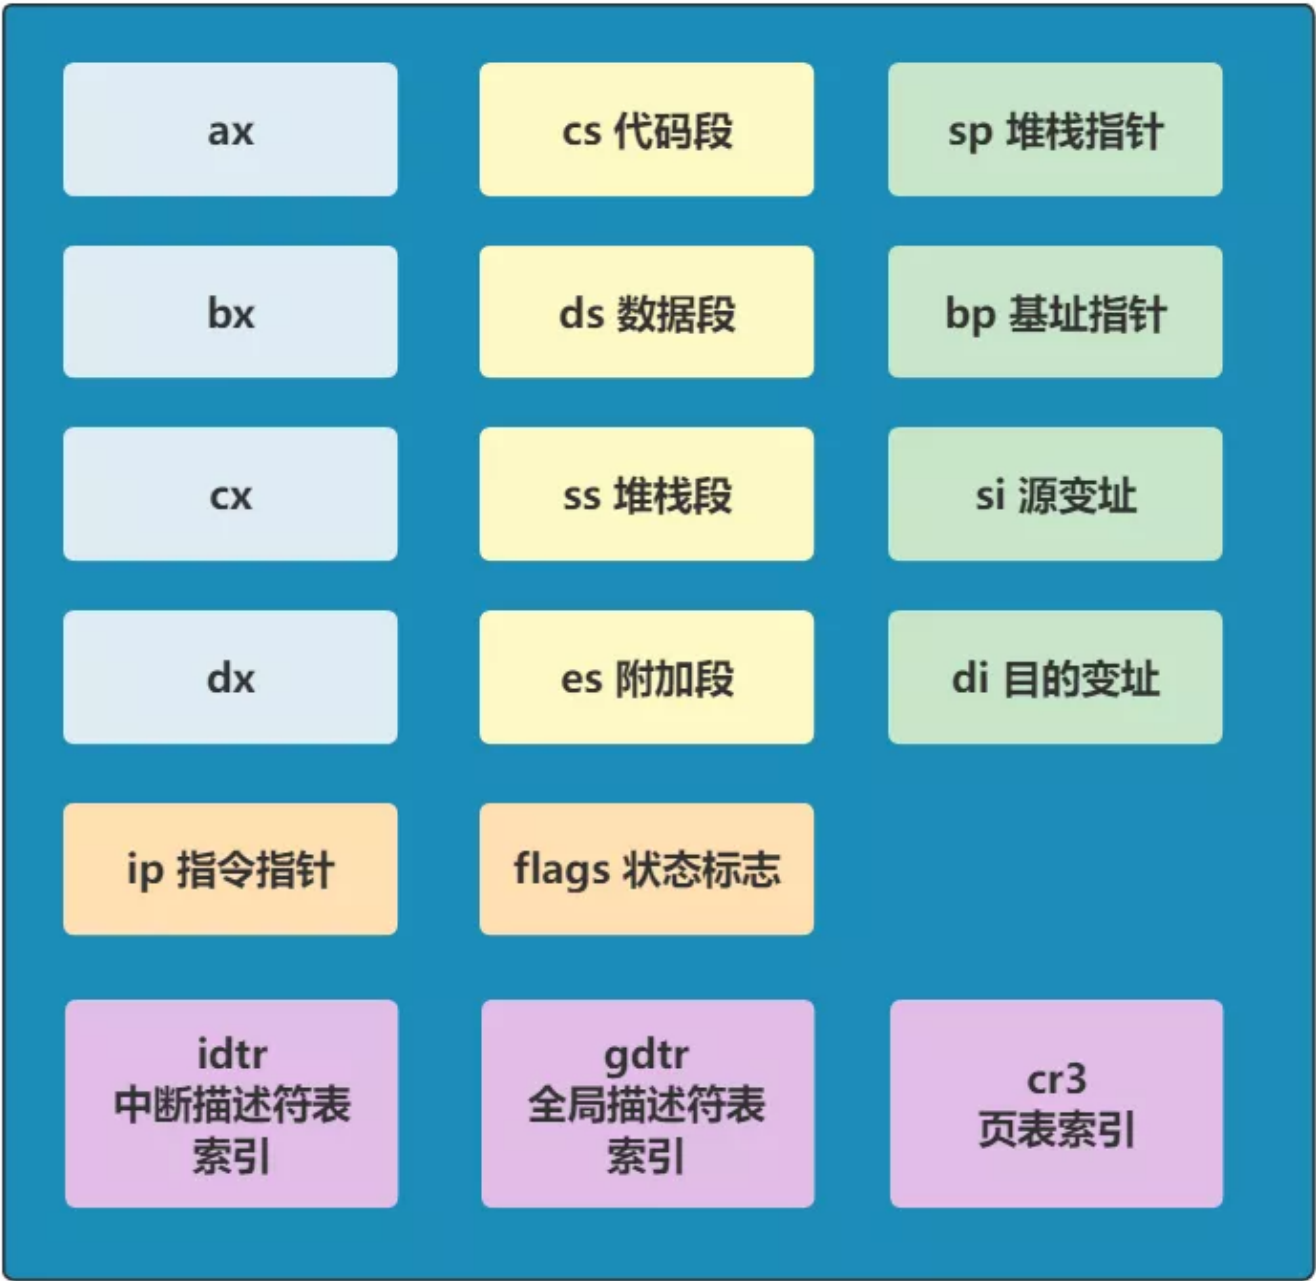 ax
cs 代码段
sp 堆栈指针
bx
ds 数据段
bp 基址指针
cx
ss 堆栈段
si 源变址
dx
es 附加段
di 目的变址
ip 指令指针
flags 状态标志
idtr
中断描述符表
索引
gdtr
全局描述符表
索引
cr3
页表索引